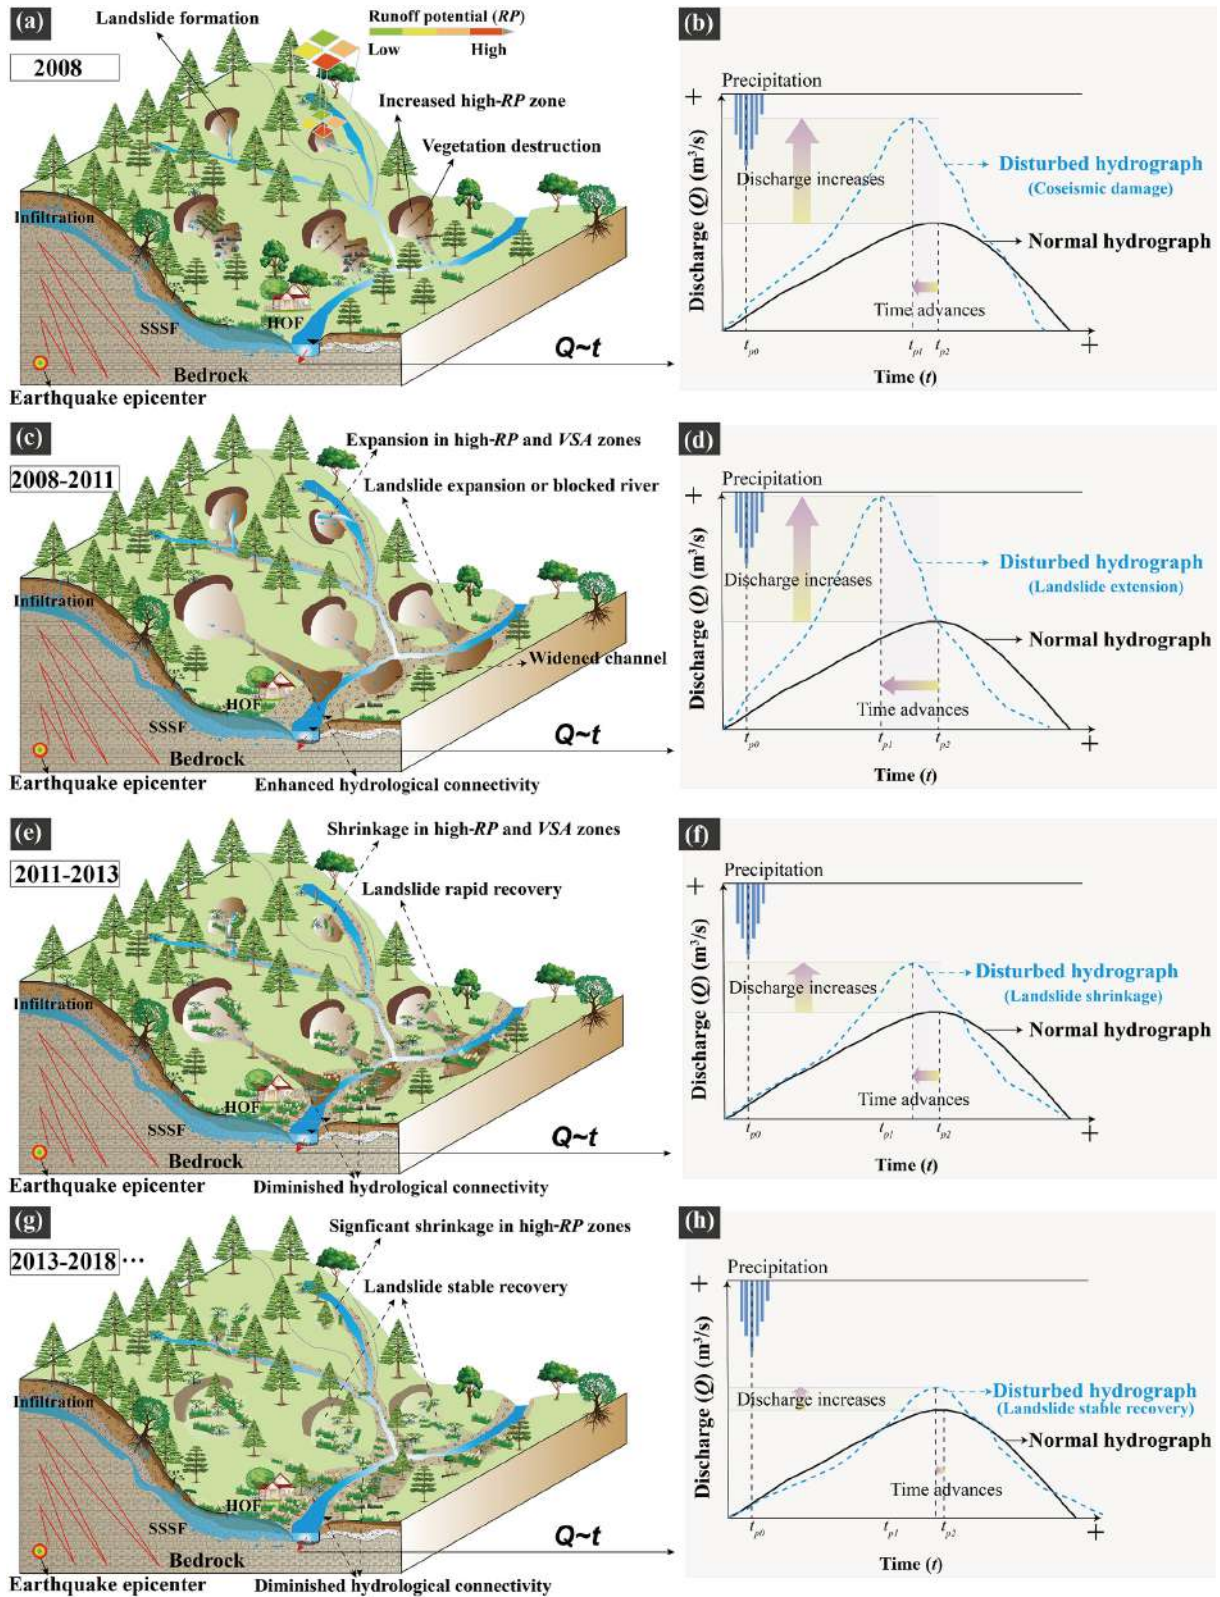 (a)
Landslide formation
Runoff potential (RP)
Low
High
2008
Increased high-RP zone
Vegetation destruction
Infiltration
SSSF
HOF
Bedrock
Q~t
Earthquake epicenter
(b)
Precipitation
+
Discharge (Q) (m³/s)
Discharge increases
Disturbed hydrograph
(Coseismic damage)
Normal hydrograph
Time advances
tp0
tp1
tp2
+
Time (t)
(c)
2008-2011
Expansion in high-RP and VSA zones
Landslide expansion or blocked river
Infiltration
Widened channel
HOF
SSSF
Bedrock
Q~t
Earthquake epicenter
Enhanced hydrological connectivity
(d)
Precipitation
+
Discharge (Q) (m³/s)
Discharge increases
Disturbed hydrograph
(Landslide extension)
Normal hydrograph
Time advances
tp0
tp1
tp2
+
Time (t)
(e)
2011-2013
Shrinkage in high-RP and VSA zones
Landslide rapid recovery
Infiltration
HOF
SSSF
Bedrock
Q~t
Earthquake epicenter
Diminished hydrological connectivity
(f)
Precipitation
+
Discharge (Q) (m³/s)
Discharge increases
Disturbed hydrograph
(Landslide shrinkage)
Normal hydrograph
Time advances
tp0
tp1
tp2
+
Time (t)
(g)
2013-2018 ···
Signficant shrinkage in high-RP zones
Landslide stable recovery
Infiltration
HOF
SSSF
Bedrock
Q~t
Earthquake epicenter
Diminished hydrological connectivity
(h)
Precipitation
+
Discharge (Q) (m³/s)
Discharge increases
Disturbed hydrograph
(Landslide stable recovery)
Normal hydrograph
Time advances
tp0
tp1
tp2
+
Time (t)